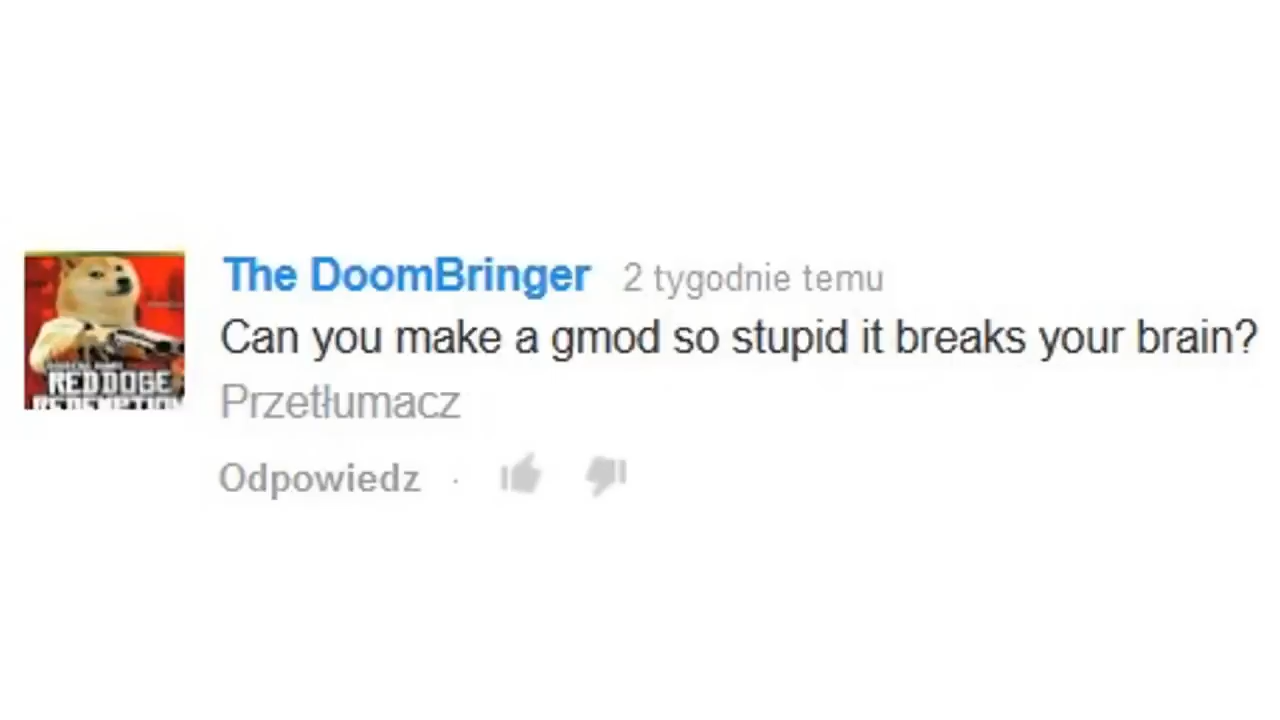 The DoomBringer 2 tygodnie temu
Can you make a gmod so stupid it breaks your brain?
RED DOGE
REDEMPTION
Przetłumacz
Odpowiedz ·